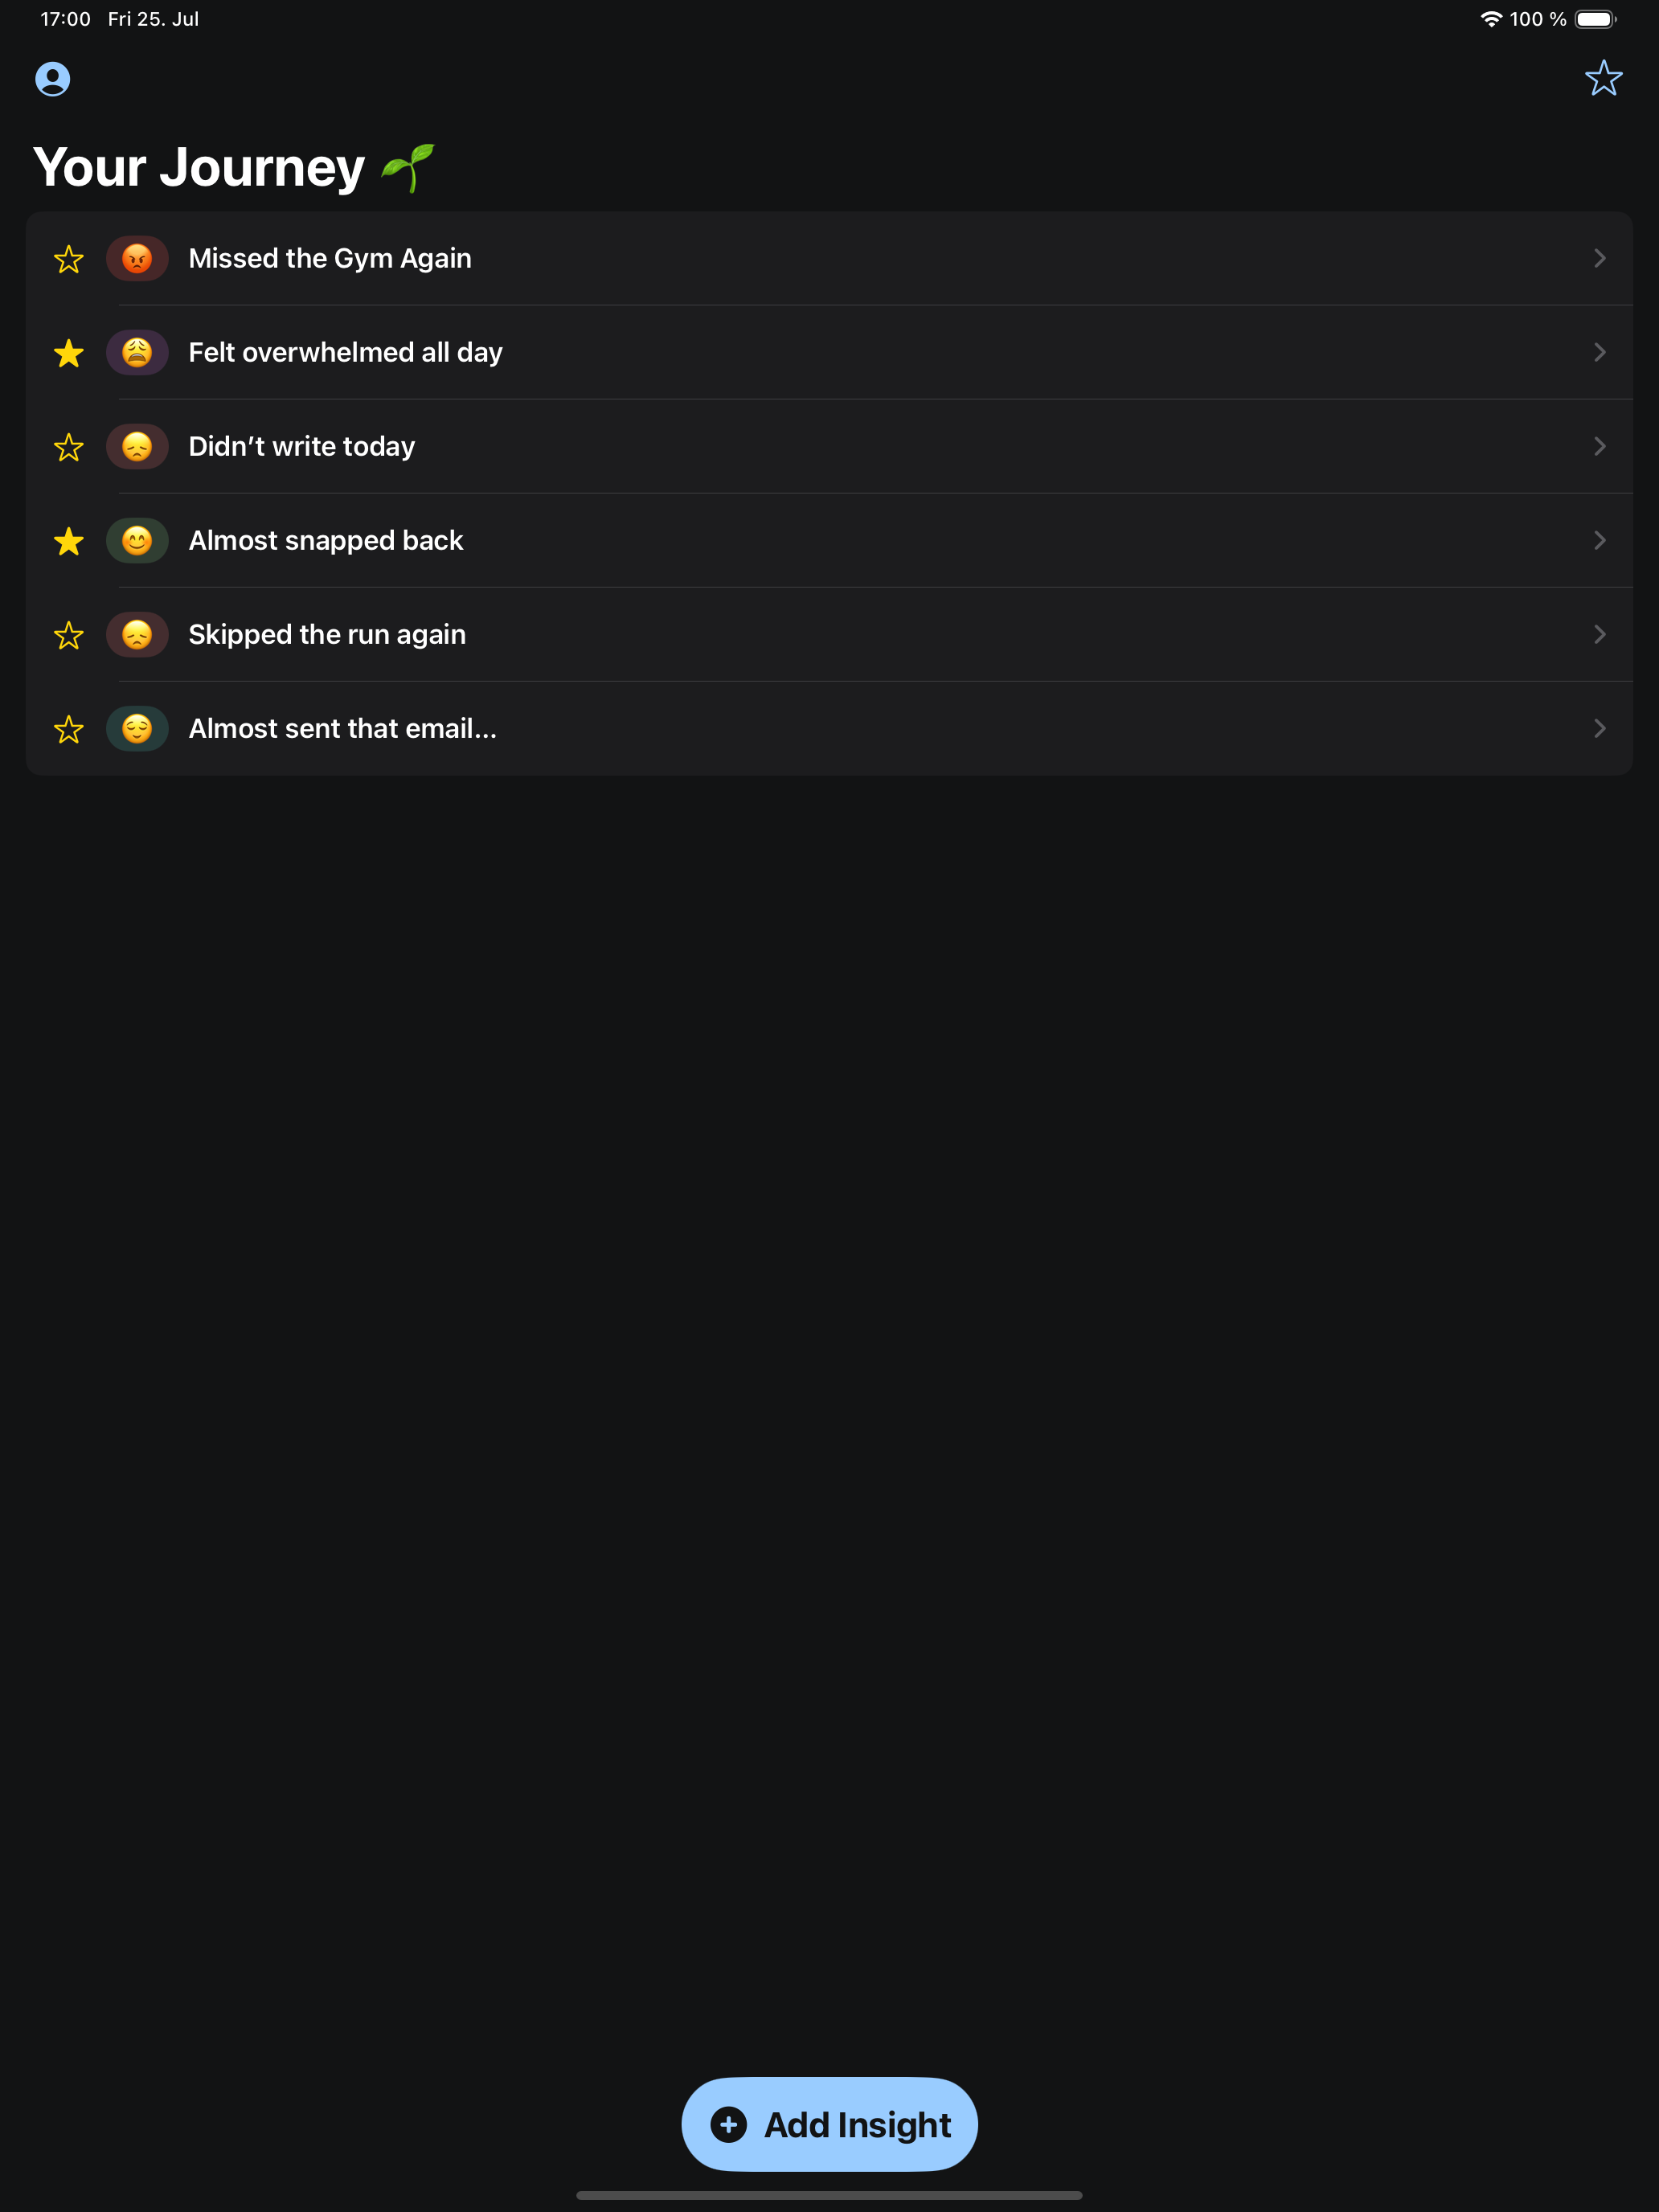 17:00 Fri 25. Jul
100 %
Your Journey 🌱
Missed the Gym Again
Felt overwhelmed all day
Didn’t write today
Almost snapped back
Skipped the run again
Almost sent that email...
Add Insight